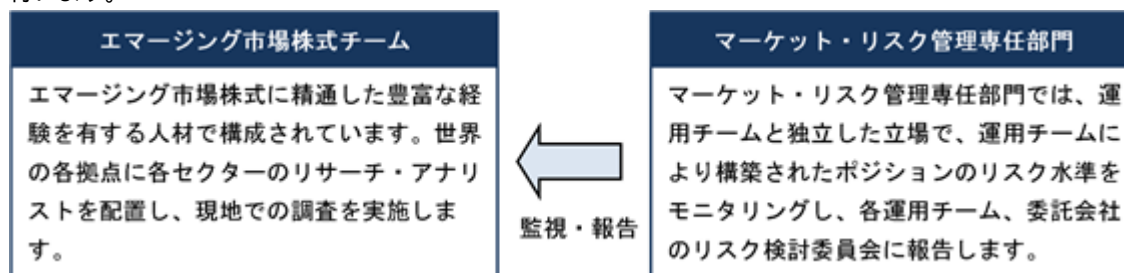 エマージング市場株式チーム
エマージング市場株式に精通した豊富な経
験を有する人材で構成されています。世界
の各拠点に各セクターのリサーチ・アナリ
ストを配置し、現地での調査を実施しま
す。
監視・報告
マーケット・リスク管理専任部門
マーケット・リスク管理専任部門では、運
用チームと独立した立場で、運用チームに
より構築されたポジションのリスク水準を
モニタリングし、各運用チーム、委託会社
のリスク検討委員会に報告します。